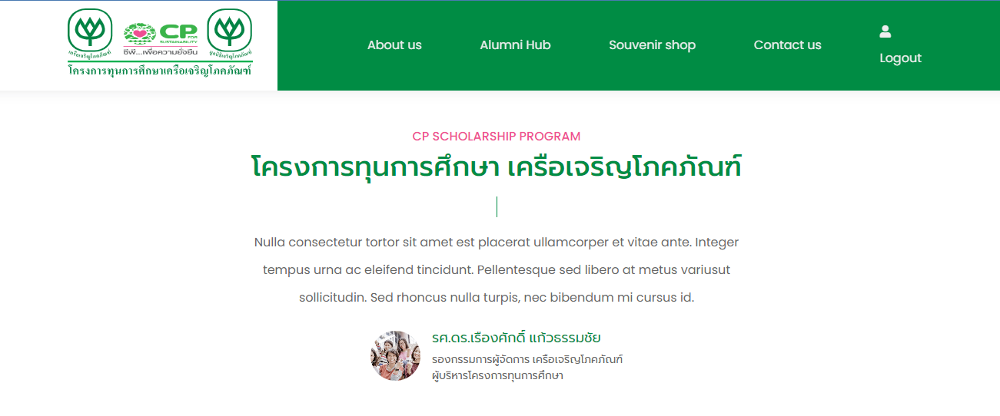 เครือเจริญโภคภัณฑ์
CP FOR SUSTAINABILITY
ซีพี...เพื่อความยั่งยืน
มูลนิธิเจริญโภคภัณฑ์
โครงการทุนการศึกษาเครือเจริญโภคภัณฑ์
About us
Alumni Hub
Souvenir shop
Contact us
Logout
CP SCHOLARSHIP PROGRAM
โครงการทุนการศึกษา เครือเจริญโภคภัณฑ์
Nulla consectetur tortor sit amet est placerat ullamcorper et vitae ante. Integer
tempus urna ac eleifend tincidunt. Pellentesque sed libero at metus variusut
sollicitudin. Sed rhoncus nulla turpis, nec bibendum mi cursus id.
รศ.ดร.เรืองศักดิ์ แก้วธรรมชัย
รองกรรมการผู้จัดการ เครือเจริญโภคภัณฑ์
ผู้บริหารโครงการทุนการศึกษา